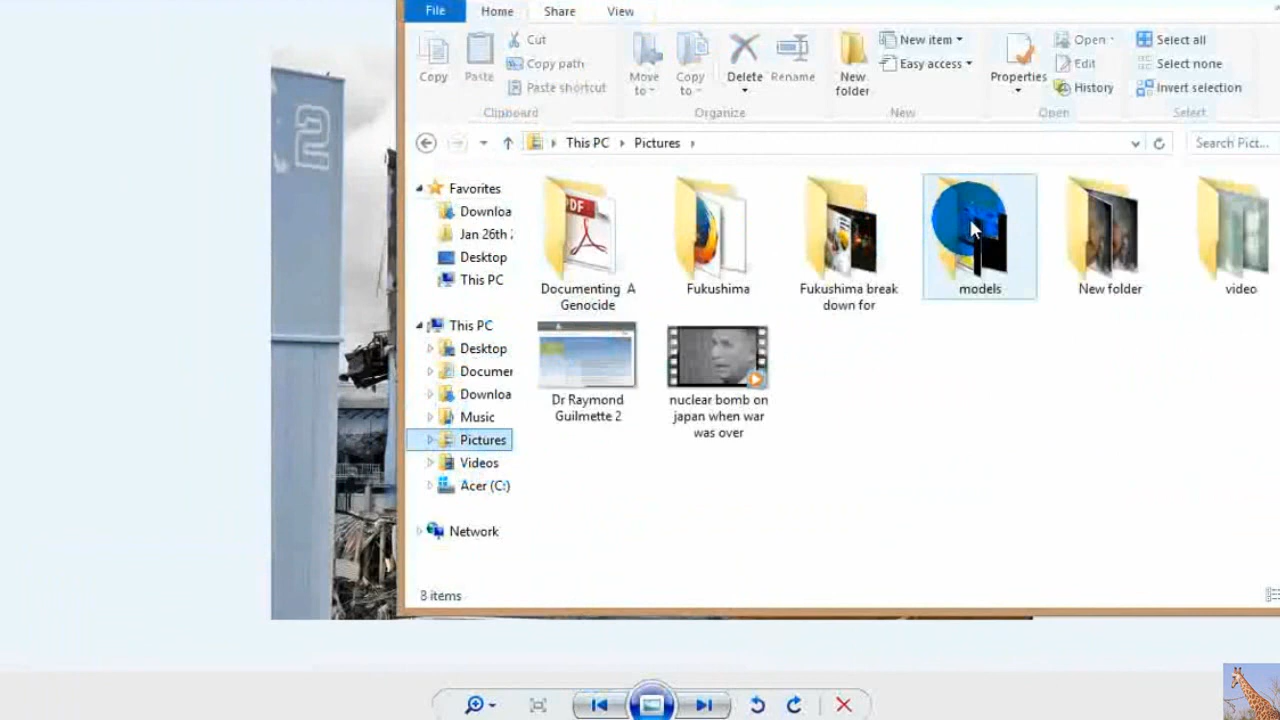 File Home Share View
Copy
Paste
Cut
Copy path
Paste shortcut
Clipboard
Move to
Copy to
Delete
Rename
Organize
New folder
New item
Easy access
New
Properties
Open
Edit
History
Open
Select all
Select none
Invert selection
Select
This PC Pictures
Search Pict...
Favorites
Downloa
Jan 26th
Desktop
This PC
This PC
Desktop
Documer
Downloa
Music
Pictures
Videos
Acer (C:)
Network
PDF
Documenting A
Genocide
Fukushima
Fukushima break
down for
models
New folder
video
Dr Raymond
Guilmette 2
nuclear bomb on
japan when war
was over
8 items
2